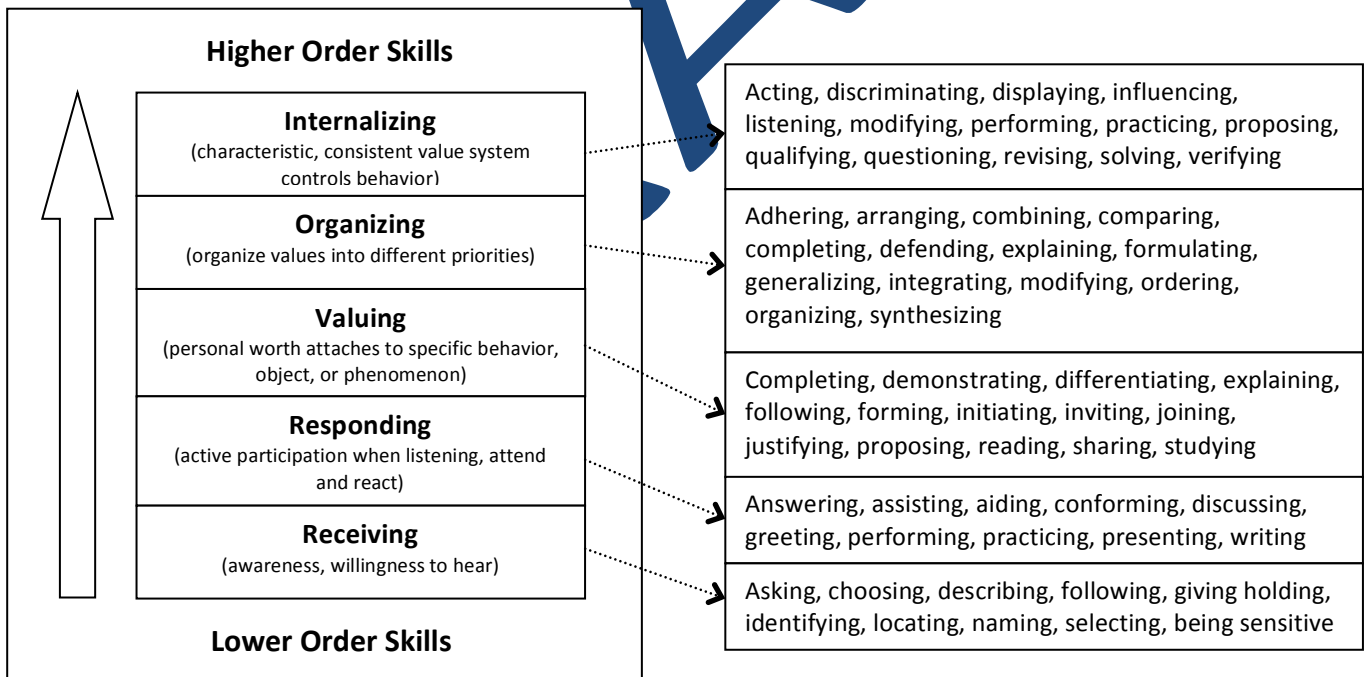 Higher Order Skills
Internalizing
(characteristic, consistent value system
controls behavior)
Organizing
(organize values into different priorities)
Valuing
(personal worth attaches to specific behavior,
object, or phenomenon)
Responding
(active participation when listening, attend
and react)
Receiving
(awareness, willingness to hear)
Lower Order Skills
Acting, discriminating, displaying, influencing,
listening, modifying, performing, practicing, proposing,
qualifying, questioning, revising, solving, verifying
Adhering, arranging, combining, comparing,
completing, defending, explaining, formulating,
generalizing, integrating, modifying, ordering,
organizing, synthesizing
Completing, demonstrating, differentiating, explaining,
following, forming, initiating, inviting, joining,
justifying, proposing, reading, sharing, studying
Answering, assisting, aiding, conforming, discussing,
greeting, performing, practicing, presenting, writing
Asking, choosing, describing, following, giving holding,
identifying, locating, naming, selecting, being sensitive